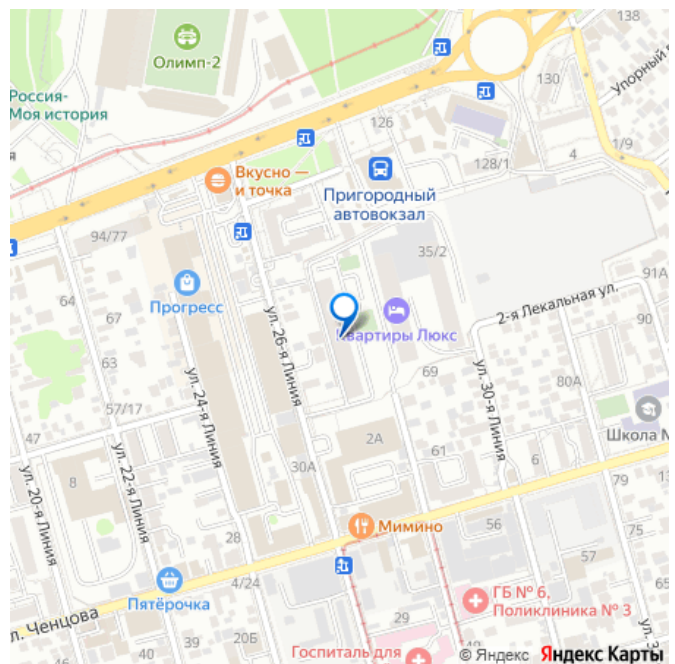 138
Олимп-2
130
Упорный
Россия-
Моя история
126
1/9
Вкусно —
и точка
128/1
4
Пригородный
автовокзал
94/77
35/2
91А
64
Прогресс
2-я Лекальная ул.
90
67
Квартиры Люкс
ул. 26-я Линия
69
80А
57/17
ул. 24-я Линия
ул. 30-я Линия
47
2А
Школа №
61
6
30А
8
79
ул. 22-я Линия
ул. 20-я Линия
75
Мимино
56
28
57
4/24
Пятёрочка
ГБ № 6,
Поликлиника № 3
65
л. Ченцова
29
ул. 3
20Б
Госпиталь для
© Яндекс Яндекс Карты